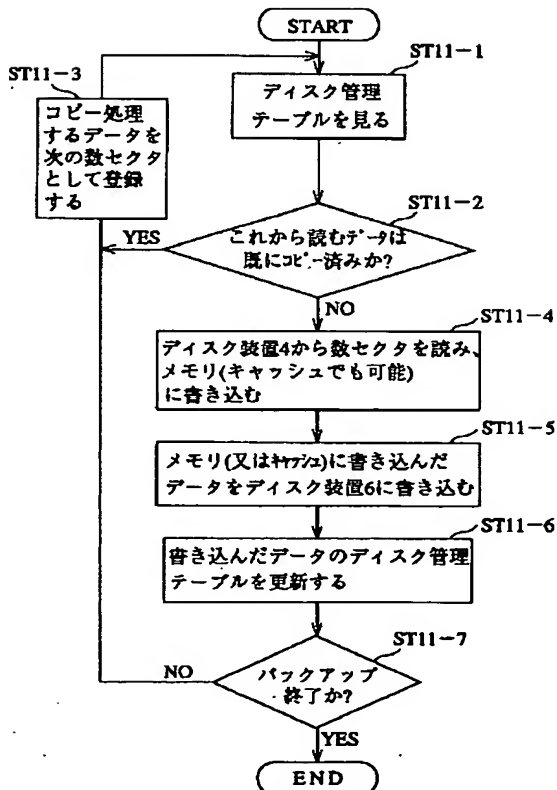 START
ST11-1
ディスク管理
テーブルを見る
ST11-3
コピー処理
するデータを
次の数セクタ
として登録
する
ST11-2
これから読むデータは
既にコピー済みか?
YES
NO
ST11-4
ディスク装置4から数セクタを読み、
メモリ(キャッシュでも可能)
に書き込む
ST11-5
メモリ(又はキャッシュ)に書き込んだ
データをディスク装置6に書き込む
ST11-6
書き込んだデータのディスク管理
テーブルを更新する
ST11-7
バックアップ
終了か?
NO
YES
END